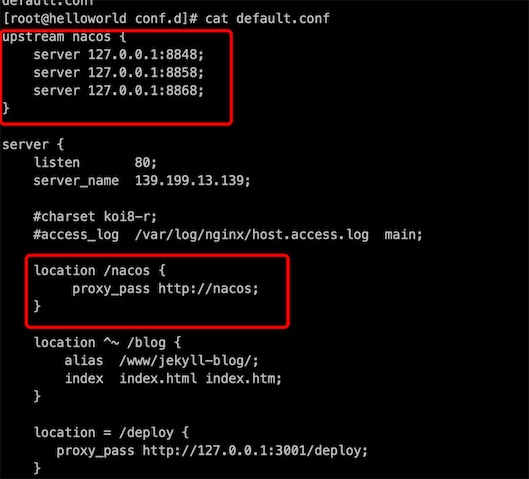 default.conf
[root@helloworld conf.d]# cat default.conf
upstream nacos {
    server 127.0.0.1:8848;
    server 127.0.0.1:8858;
    server 127.0.0.1:8868;
}
server {
    listen       80;
    server_name  139.199.13.139;
    #charset koi8-r;
    #access_log  /var/log/nginx/host.access.log  main;
    location /nacos {
         proxy_pass http://nacos;
    }
    location ^~ /blog {
        alias  /www/jekyll-blog/;
        index  index.html index.htm;
    }
    location = /deploy {
       proxy_pass http://127.0.0.1:3001/deploy;
    }